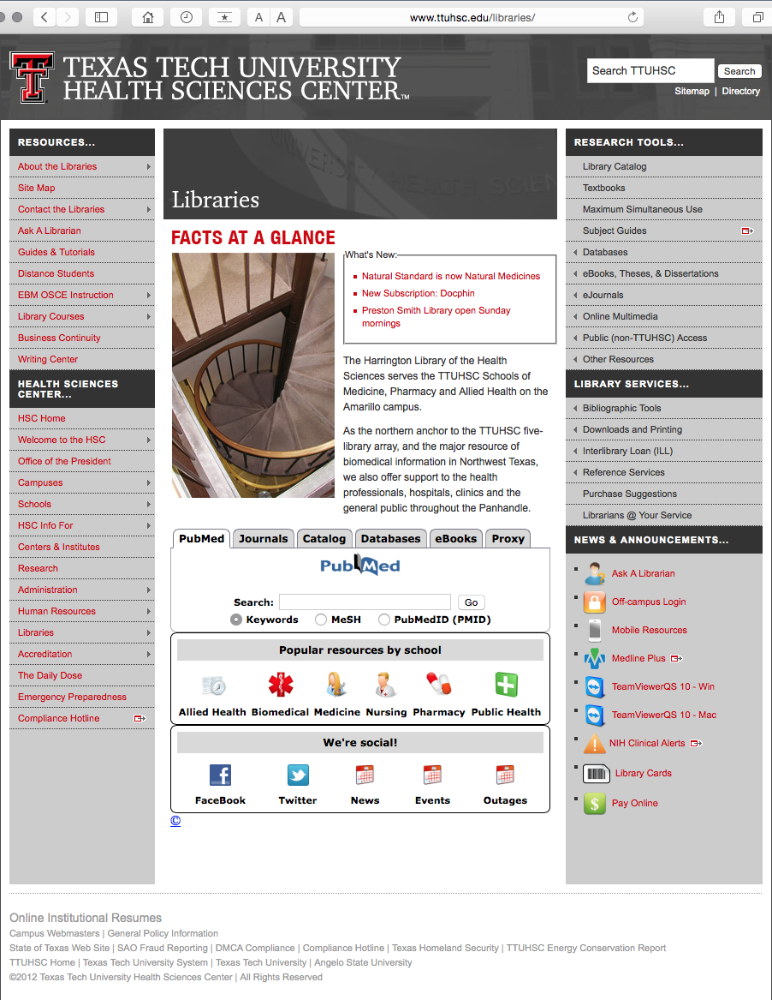 A A
www.ttuhsc.edu/libraries/
TEXAS TECH UNIVERSITY
HEALTH SCIENCES CENTER™
Search TTUHSC
Search
Sitemap | Directory
RESOURCES...
About the Libraries
Site Map
Contact the Libraries
Ask A Librarian
Guides & Tutorials
Distance Students
EBM OSCE Instruction
Library Courses
Business Continuity
Writing Center
HEALTH SCIENCES
CENTER...
HSC Home
Welcome to the HSC
Office of the President
Campuses
Schools
HSC Info For
Centers & Institutes
Research
Administration
Human Resources
Libraries
Accreditation
The Daily Dose
Emergency Preparedness
Compliance Hotline
Libraries
FACTS AT A GLANCE
What's New:
Natural Standard is now Natural Medicines
New Subscription: Docphin
Preston Smith Library open Sunday
mornings
The Harrington Library of the Health
Sciences serves the TTUHSC Schools of
Medicine, Pharmacy and Allied Health on the
Amarillo campus.
As the northern anchor to the TTUHSC five-
library array, and the major resource of
biomedical information in Northwest Texas,
we also offer support to the health
professionals, hospitals, clinics and the
general public throughout the Panhandle.
PubMed Journals Catalog Databases eBooks Proxy
PubMed
Search: Go
Keywords MeSH PubMedID (PMID)
Popular resources by school
Allied Health Biomedical Medicine Nursing Pharmacy Public Health
We're social!
FaceBook Twitter News Events Outages
©
RESEARCH TOOLS...
Library Catalog
Textbooks
Maximum Simultaneous Use
Subject Guides
Databases
eBooks, Theses, & Dissertations
eJournals
Online Multimedia
Public (non-TTUHSC) Access
Other Resources
LIBRARY SERVICES...
Bibliographic Tools
Downloads and Printing
Interlibrary Loan (ILL)
Reference Services
Purchase Suggestions
Librarians @ Your Service
NEWS & ANNOUNCEMENTS...
Ask A Librarian
Off-campus Login
Mobile Resources
Medline Plus
TeamViewerQS 10 - Win
TeamViewerQS 10 - Mac
NIH Clinical Alerts
Library Cards
Pay Online
Online Institutional Resumes
Campus Webmasters | General Policy Information
State of Texas Web Site | SAO Fraud Reporting | DMCA Compliance | Compliance Hotline | Texas Homeland Security | TTUHSC Energy Conservation Report
TTUHSC Home | Texas Tech University System | Texas Tech University | Angelo State University
©2012 Texas Tech University Health Sciences Center | All Rights Reserved